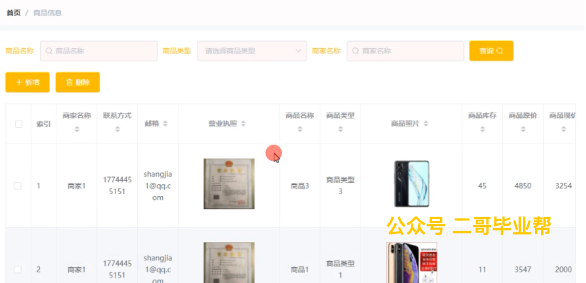 首页 / 商品信息
商品名称 商品名称 商品类型 请选择商品类型 商家名称 商家名称 查询
+ 新增 删除
索引 商家名称 联系方式 邮箱 营业执照 商品名称 商品类型 商品照片 商品库存 商品原价 商品现价
1 商家1 17744455151 shangjia1@qq.com 商品3 商品类型3 45 4850 3254
公众号 二哥毕业帮
2 商家1 17744455151 shangjia1@qq.com 商品1 商品类型1 11 3547 2000